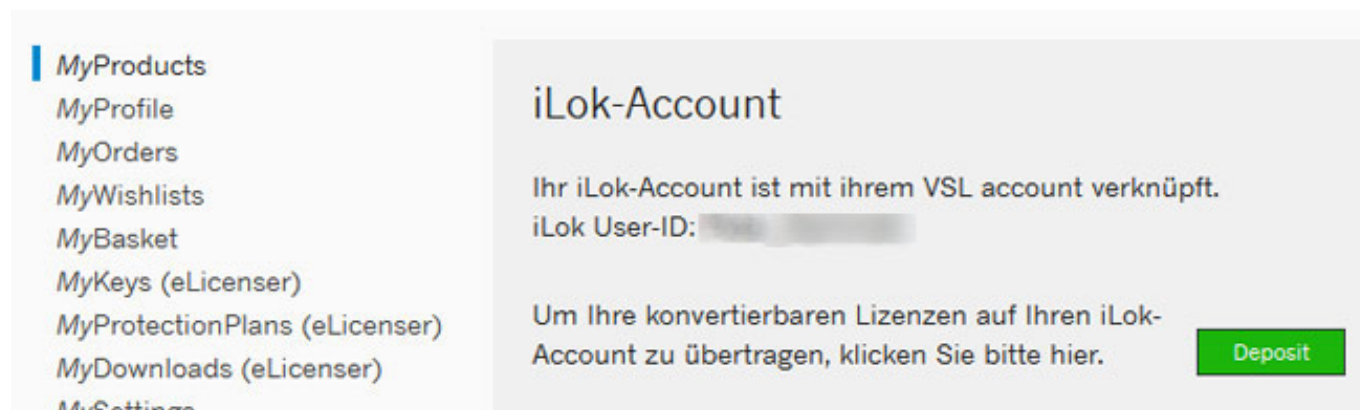 MyProducts
MyProfile
MyOrders
MyWishlists
MyBasket
MyKeys (eLicenser)
MyProtectionPlans (eLicenser)
MyDownloads (eLicenser)
MySettings
iLok-Account
Ihr iLok-Account ist mit ihrem VSL account verknüpft.
iLok User-ID:
Um Ihre konvertierbaren Lizenzen auf Ihren iLok-
Account zu übertragen, klicken Sie bitte hier.
Deposit